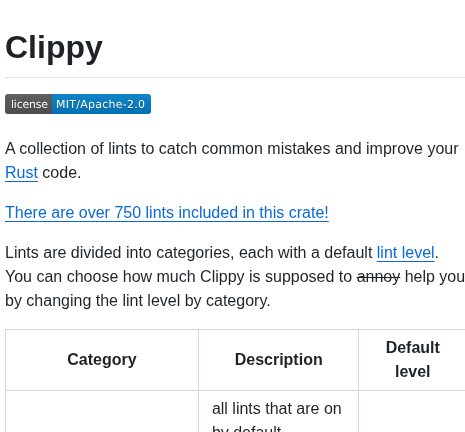 Clippy
license MIT/Apache-2.0
A collection of lints to catch common mistakes and improve your
Rust code.
There are over 750 lints included in this crate!
Lints are divided into categories, each with a default lint level.
You can choose how much Clippy is supposed to annoy help you
by changing the lint level by category.
Category Description Default
level
all lints that are on
by default